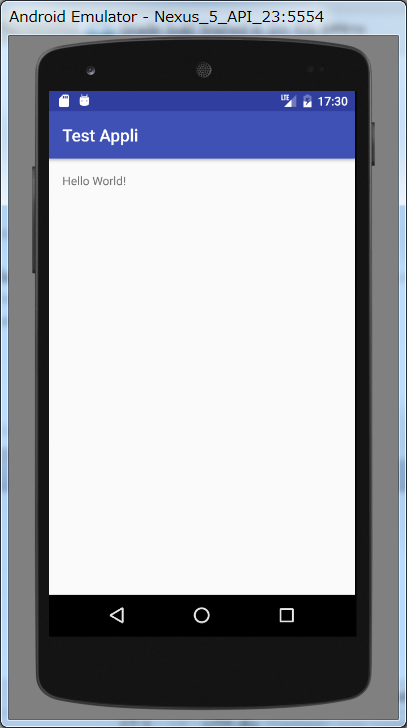 Android Emulator - Nexus_5_API_23:5554
LTE 17:30
Test Appli
Hello World!